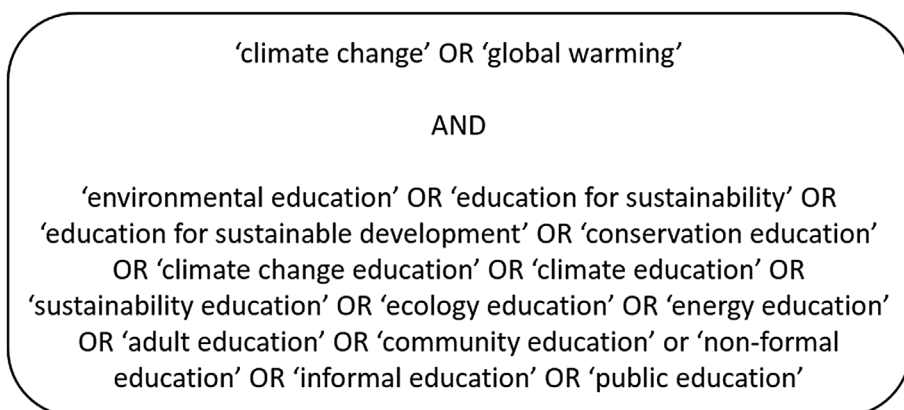 ‘climate change’ OR ‘global warming’
AND
‘environmental education’ OR ‘education for sustainability’ OR
‘education for sustainable development’ OR ‘conservation education’
OR ‘climate change education’ OR ‘climate education’ OR
‘sustainability education’ OR ‘ecology education’ OR ‘energy education’
OR ‘adult education’ OR ‘community education’ or ‘non-formal
education’ OR ‘informal education’ OR ‘public education’